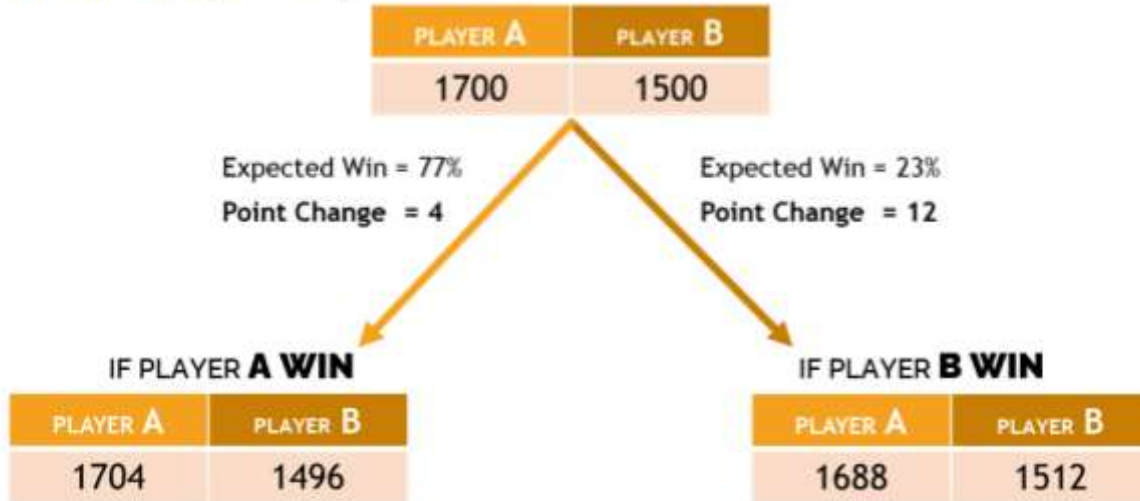 PLAYER A PLAYER B
1700 1500
Expected Win = 77%
Point Change = 4
Expected Win = 23%
Point Change = 12
IF PLAYER A WIN
PLAYER A PLAYER B
1704 1496
IF PLAYER B WIN
PLAYER A PLAYER B
1688 1512